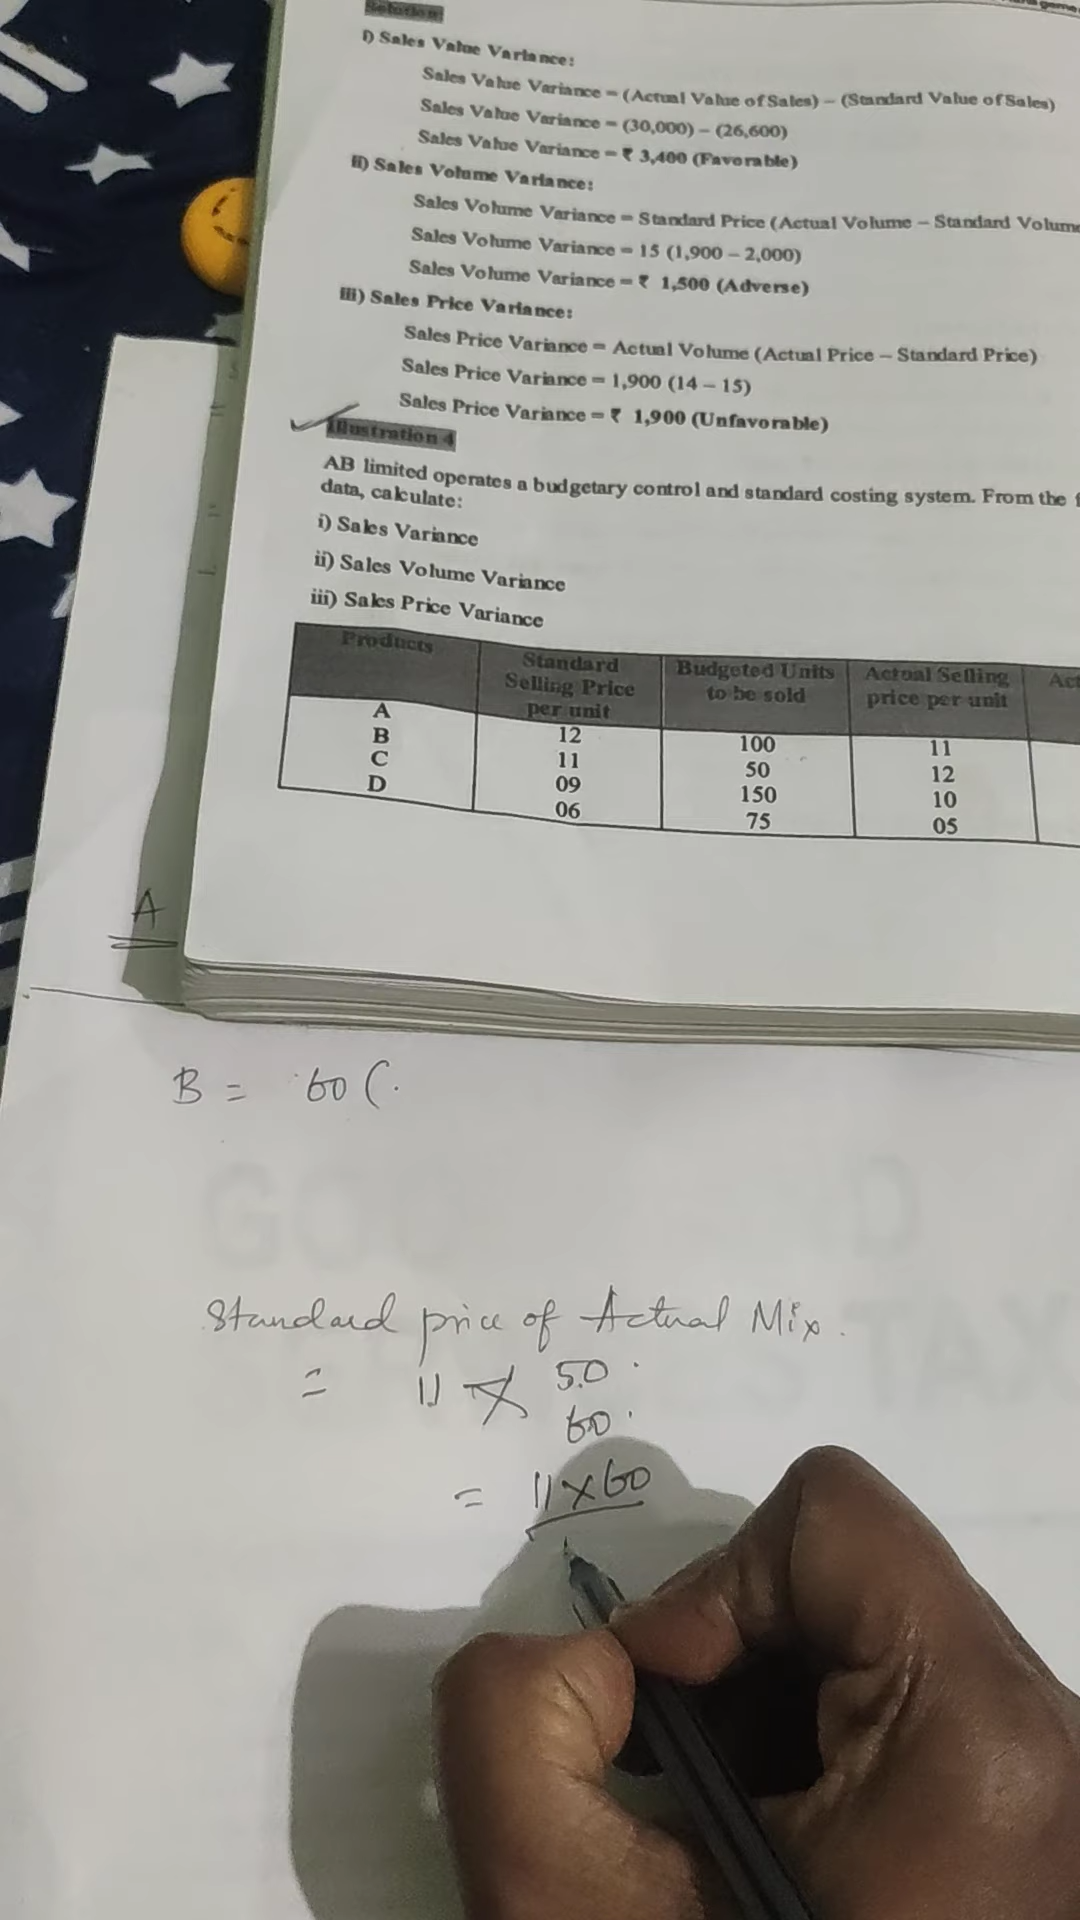 Solution:
i) Sales Value Variance:
Sales Value Variance = (Actual Value of Sales) – (Standard Value of Sales)
Sales Value Variance = (30,000) – (26,600)
Sales Value Variance = ₹ 3,400 (Favorable)
ii) Sales Volume Variance:
Sales Volume Variance = Standard Price (Actual Volume – Standard Volume
Sales Volume Variance = 15 (1,900 – 2,000)
Sales Volume Variance = ₹ 1,500 (Adverse)
iii) Sales Price Variance:
Sales Price Variance = Actual Volume (Actual Price – Standard Price)
Sales Price Variance = 1,900 (14 – 15)
Sales Price Variance = ₹ 1,900 (Unfavorable)
Illustration 4
AB limited operates a budgetary control and standard costing system. From the
data, calculate:
i) Sales Variance
ii) Sales Volume Variance
iii) Sales Price Variance
Products Standard Selling Price per unit Budgeted Units to be sold Actual Selling price per unit Act
A 12 100 11
B 11 50 12
C 09 150 10
D 06 75 05
A
B = 60 (.
Standard price of Actual Mix.
= 11 × 50
60
= 11×60